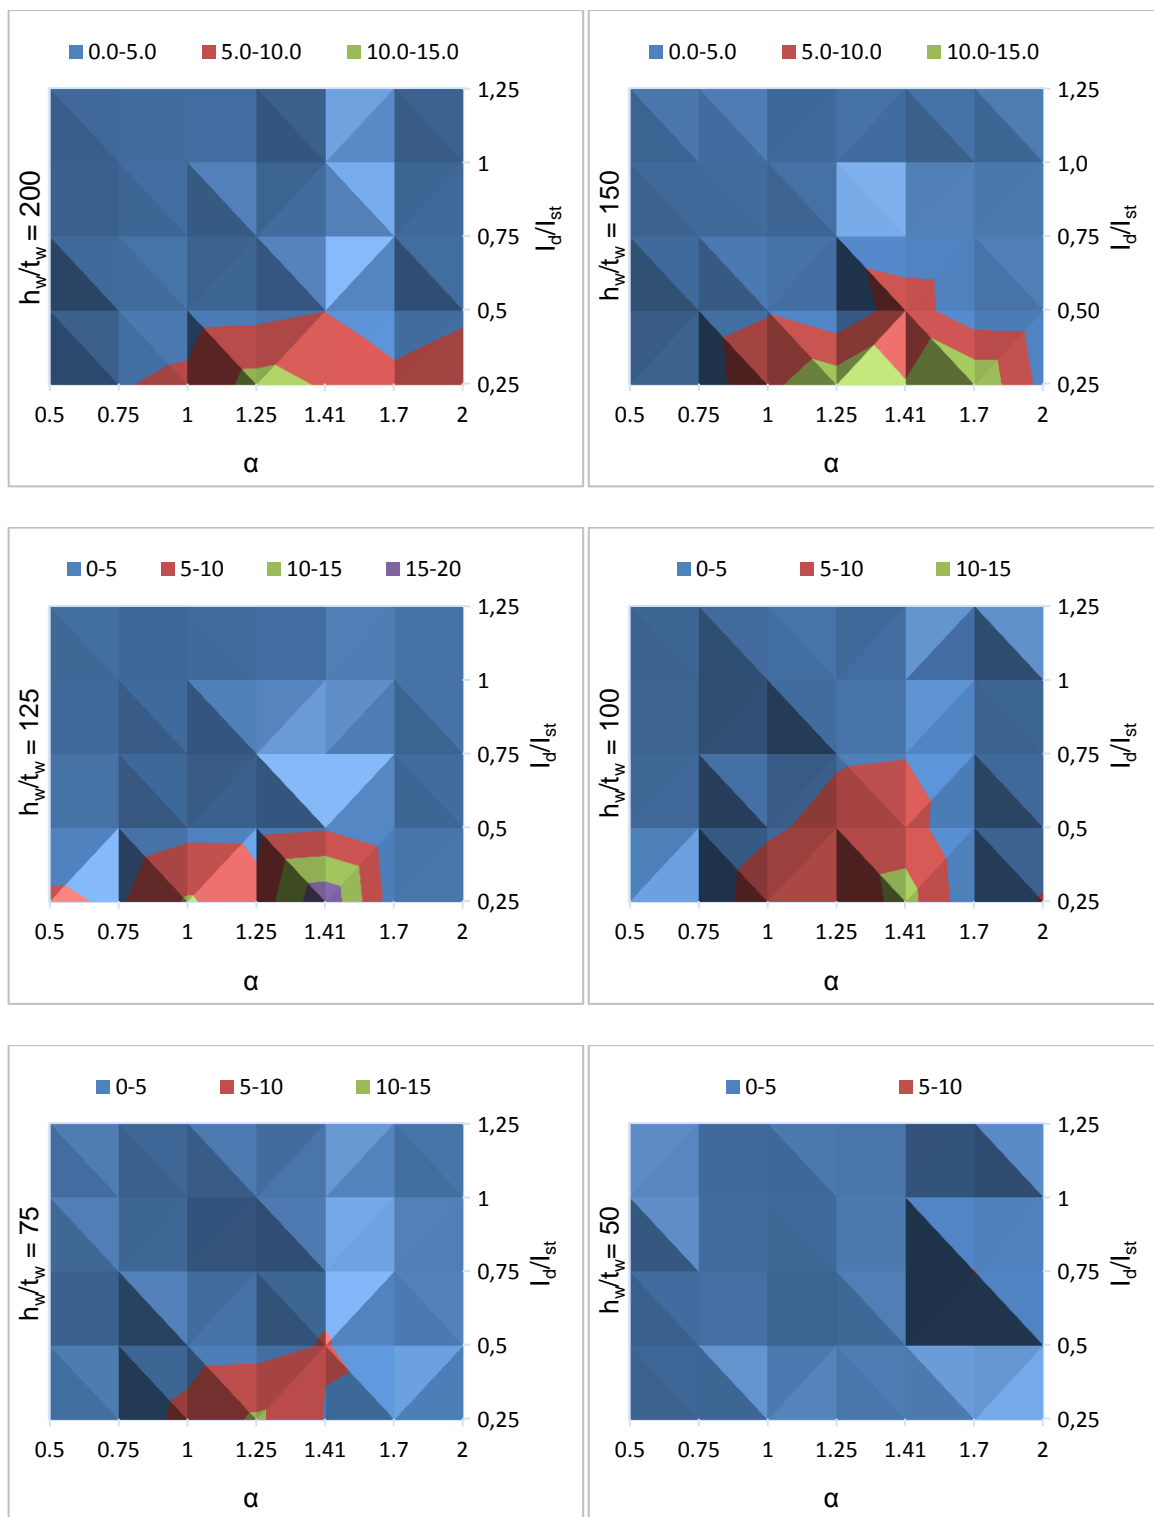 0.0-5.0 5.0-10.0 10.0-15.0
h_w/t_w = 200
1,25
1
0,75
0,5
0,25
I_d/I_st
0.5 0.75 1 1.25 1.41 1.7 2
α
0.0-5.0 5.0-10.0 10.0-15.0
h_w/t_w = 150
1,25
1,0
0,75
0,50
0,25
I_d/I_st
0.5 0.75 1 1.25 1.41 1.7 2
α
0-5 5-10 10-15 15-20
h_w/t_w = 125
1,25
1
0,75
0,5
0,25
I_d/I_st
0.5 0.75 1 1.25 1.41 1.7 2
α
0-5 5-10 10-15
h_w/t_w = 100
1,25
1
0,75
0,5
0,25
I_d/I_st
0.5 0.75 1 1.25 1.41 1.7 2
α
0-5 5-10 10-15
h_w/t_w = 75
1,25
1
0,75
0,5
0,25
I_d/I_st
0.5 0.75 1 1.25 1.41 1.7 2
α
0-5 5-10
h_w/t_w= 50
1,25
1
0,75
0,5
0,25
I_d/I_st
0.5 0.75 1 1.25 1.41 1.7 2
α